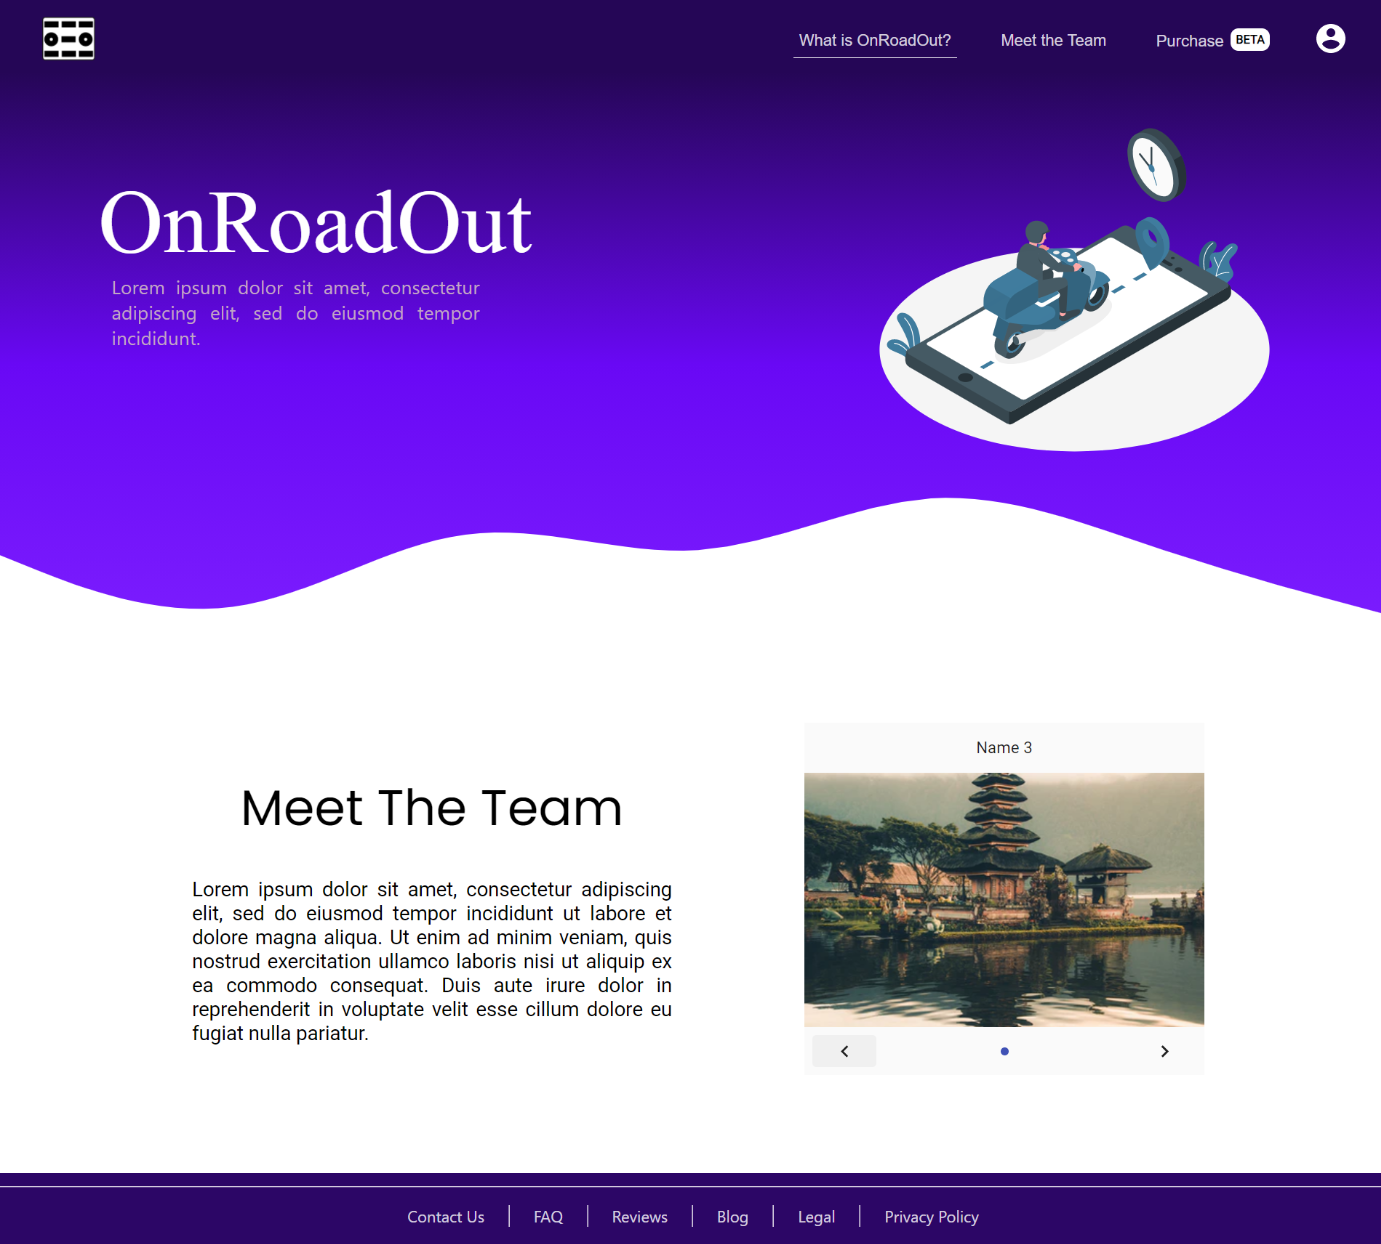 What is OnRoadOut?
Meet the Team
Purchase BETA
OnRoadOut
Lorem ipsum dolor sit amet, consectetur
adipiscing elit, sed do eiusmod tempor
incididunt.
Meet The Team
Lorem ipsum dolor sit amet, consectetur adipiscing
elit, sed do eiusmod tempor incididunt ut labore et
dolore magna aliqua. Ut enim ad minim veniam, quis
nostrud exercitation ullamco laboris nisi ut aliquip ex
ea commodo consequat. Duis aute irure dolor in
reprehenderit in voluptate velit esse cillum dolore eu
fugiat nulla pariatur.
Name 3
Contact Us
FAQ
Reviews
Blog
Legal
Privacy Policy